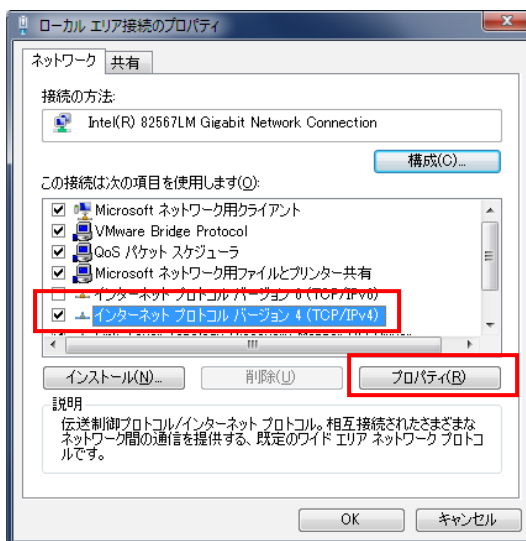 ローカル エリア接続のプロパティ
ネットワーク 共有
接続の方法:
Intel(R) 82567LM Gigabit Network Connection
構成(C)...
この接続は次の項目を使用します(O):
Microsoft ネットワーク用クライアント
VMware Bridge Protocol
QoS パケット スケジューラ
Microsoft ネットワーク用ファイルとプリンター共有
インターネット プロトコル バージョン 6 (TCP/IPv6)
インターネット プロトコル バージョン 4 (TCP/IPv4)
インストール(N)... 削除(U) プロパティ(R)
説明
伝送制御プロトコル/インターネット プロトコル。相互接続されたさまざまな
ネットワーク間の通信を提供する、既定のワイド エリア ネットワーク プロトコ
ルです。
OK キャンセル